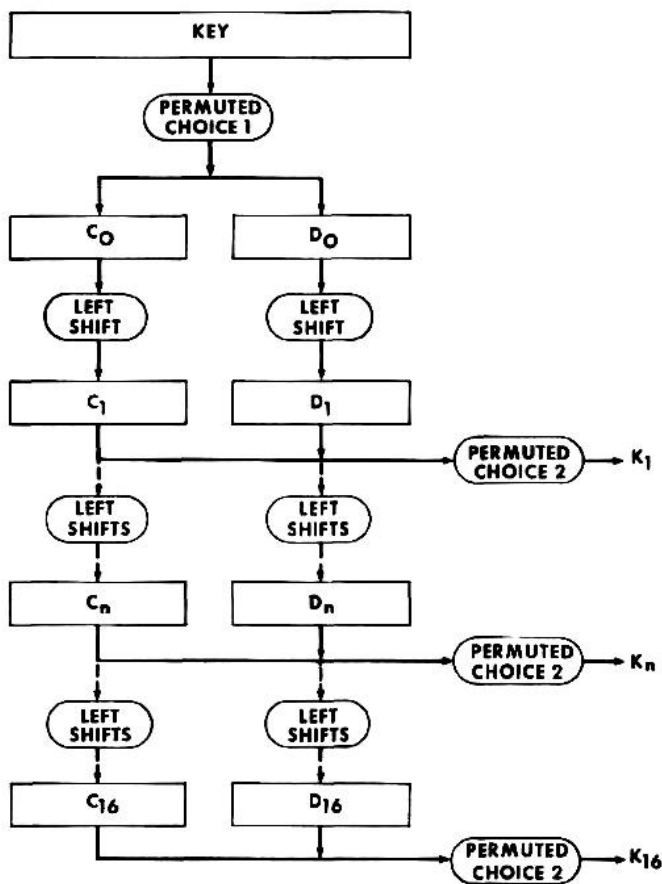 KEY
PERMUTED
CHOICE 1
C₀ D₀
LEFT
SHIFT
LEFT
SHIFT
C₁ D₁
PERMUTED
CHOICE 2
K₁
LEFT
SHIFTS
LEFT
SHIFTS
Cₙ Dₙ
PERMUTED
CHOICE 2
Kₙ
LEFT
SHIFTS
LEFT
SHIFTS
C₁₆ D₁₆
PERMUTED
CHOICE 2
K₁₆